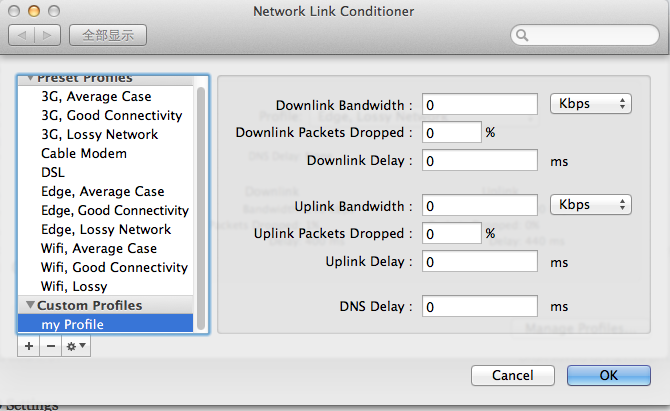 Network Link Conditioner
全部显示
Preset Profiles
3G, Average Case
3G, Good Connectivity
3G, Lossy Network
Cable Modem
DSL
Edge, Average Case
Edge, Good Connectivity
Edge, Lossy Network
Wifi, Average Case
Wifi, Good Connectivity
Wifi, Lossy
Custom Profiles
my Profile
Downlink Bandwidth : 0 Kbps
Downlink Packets Dropped : 0 %
Downlink Delay : 0 ms
Uplink Bandwidth : 0 Kbps
Uplink Packets Dropped : 0 %
Uplink Delay : 0 ms
DNS Delay : 0 ms
Manage Profiles...
Cancel OK
Settings